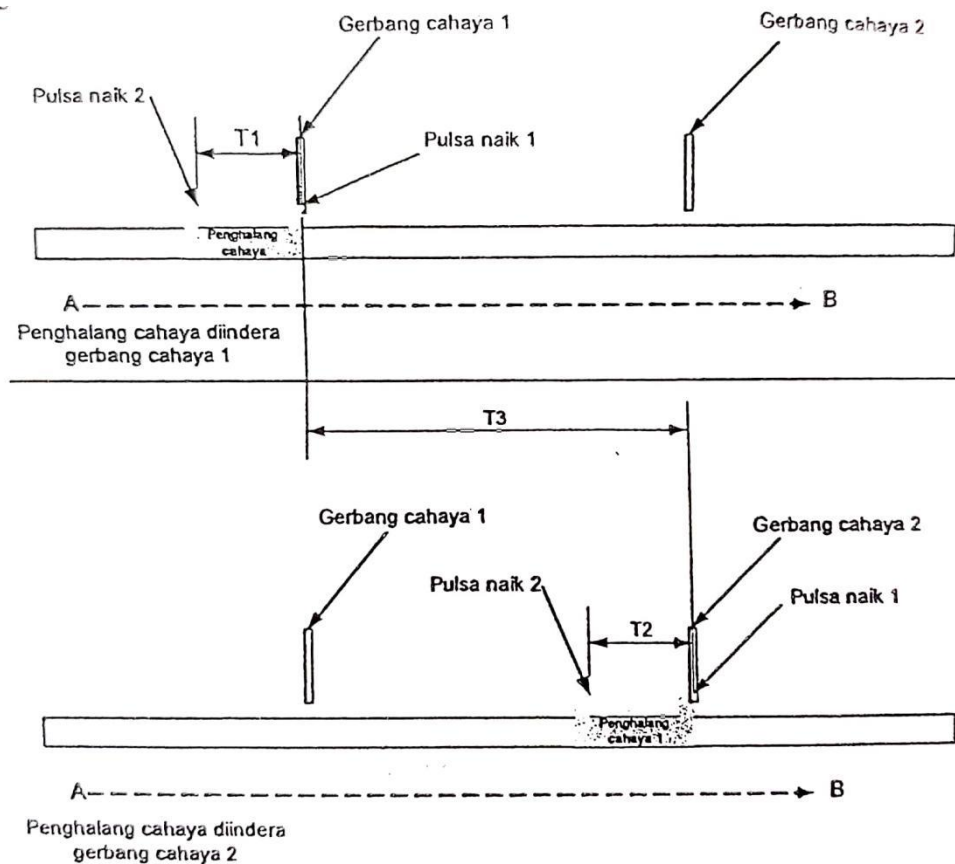 Gerbang cahaya 1
Gerbang cahaya 2
Pulsa naik 2
T1
Pulsa naik 1
Penghalang
cahaya
A
B
Penghalang cahaya diindera
gerbang cahaya 1
T3
Gerbang cahaya 1
Gerbang cahaya 2
Pulsa naik 2
Pulsa naik 1
T2
Penghalang
cahaya 1
A
B
Penghalang cahaya diindera
gerbang cahaya 2